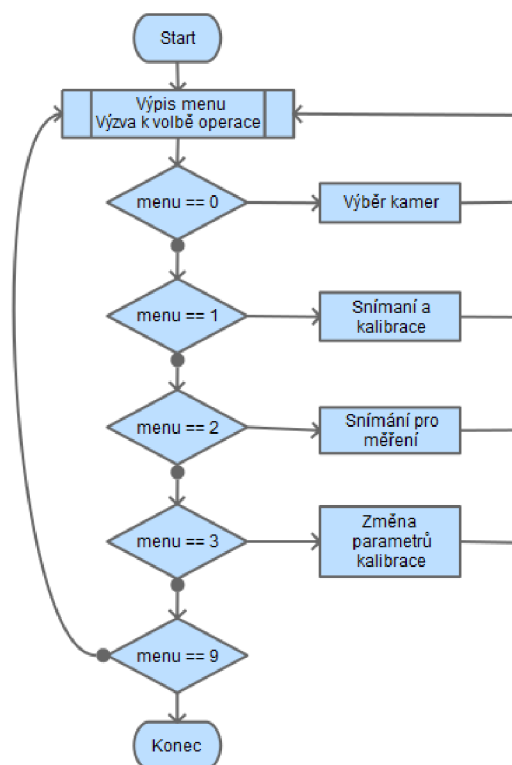 Start
Výpis menu
Výzva k volbě operace
menu == 0
Výběr kamer
menu == 1
Snímaní a
kalibrace
menu == 2
Snímání pro
měření
menu == 3
Změna
parametrů
kalibrace
menu == 9
Konec